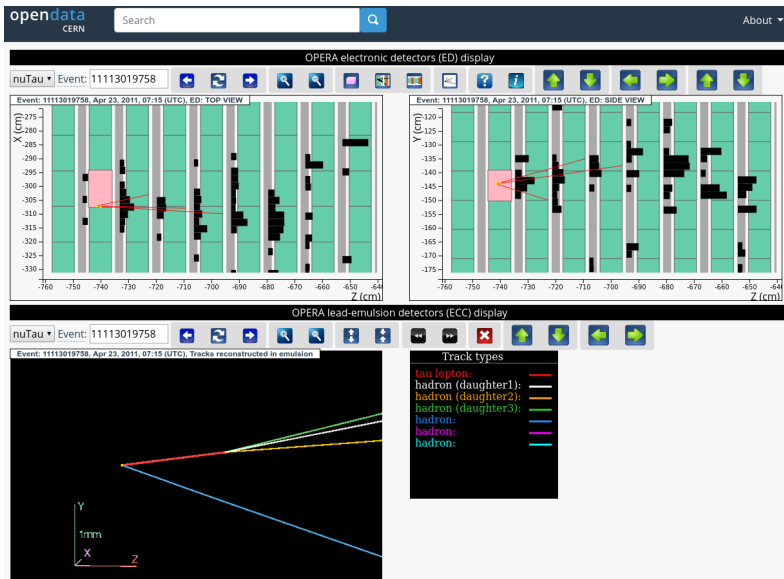 opendata
CERN
Search
About
OPERA electronic detectors (ED) display
nuTau Event: 11113019758
Event: 11113019758, Apr 23, 2011, 07:15 (UTC), ED: TOP VIEW
X (cm)
-275
-280
-285
-290
-295
-300
-305
-310
-315
-320
-325
-330
-760 -750 -740 -730 -720 -710 -700 -690 -680 -670 -660 -650 -640
Z (cm)
Event: 11113019758, Apr 23, 2011, 07:15 (UTC), ED: SIDE VIEW
Y (cm)
-120
-125
-130
-135
-140
-145
-150
-155
-160
-165
-170
-175
-760 -750 -740 -730 -720 -710 -700 -690 -680 -670 -660 -650 -64
Z (cm)
OPERA lead-emulsion detectors (ECC) display
nuTau Event: 11113019758
Event: 11113019758, Apr 23, 2011, 07:15 (UTC), Tracks reconstructed in emulsion
Y
1mm
X
Z
Track types
tau lepton:
hadron (daughter1):
hadron (daughter2):
hadron (daughter3):
hadron:
hadron:
hadron: